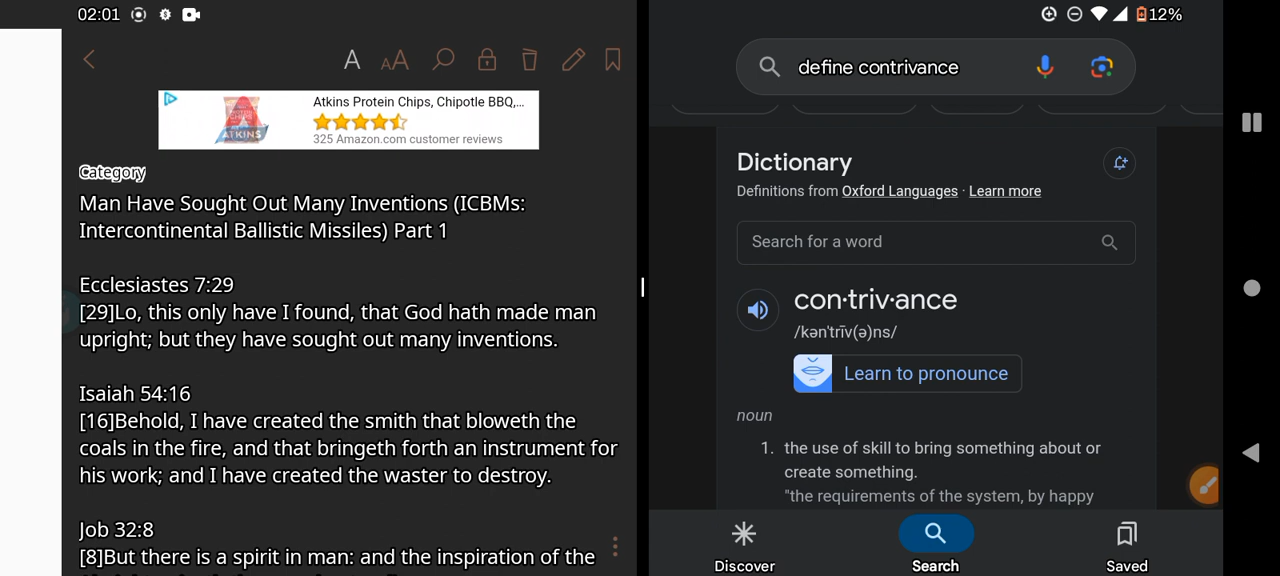 02:01
12%
Atkins Protein Chips, Chipotle BBQ,...
ATKINS
325 Amazon.com customer reviews
Category
Man Have Sought Out Many Inventions (ICBMs:
Intercontinental Ballistic Missiles) Part 1
Ecclesiastes 7:29
[29]Lo, this only have I found, that God hath made man
upright; but they have sought out many inventions.
Isaiah 54:16
[16]Behold, I have created the smith that bloweth the
coals in the fire, and that bringeth forth an instrument for
his work; and I have created the waster to destroy.
Job 32:8
[8]But there is a spirit in man: and the inspiration of the
define contrivance
Dictionary
Definitions from Oxford Languages · Learn more
Search for a word
con·triv·ance
/kənˈtrīv(ə)ns/
Learn to pronounce
noun
1. the use of skill to bring something about or
create something.
"the requirements of the system, by happy
Discover
Search
Saved